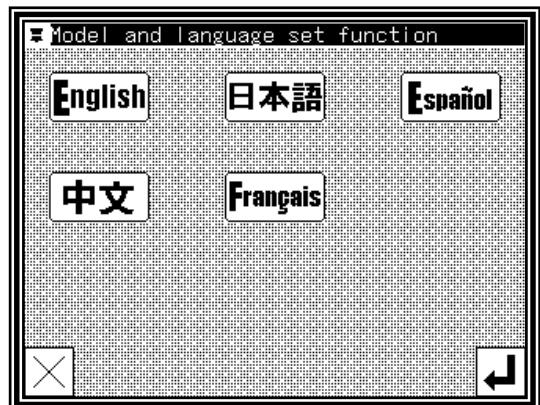 Model and language set function
English
日本語
Español
中文
Français